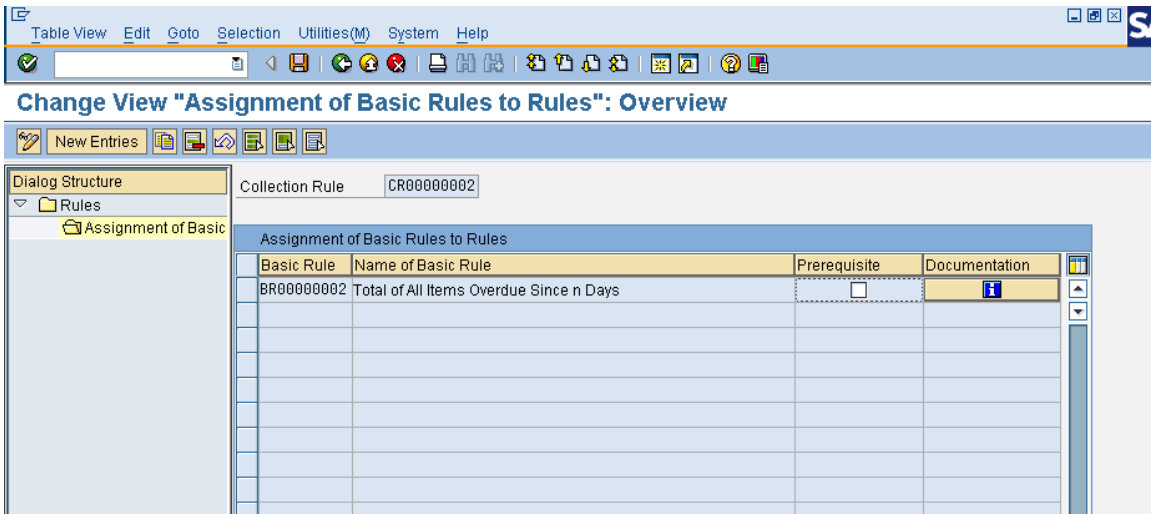 Table View Edit Goto Selection Utilities(M) System Help
Change View "Assignment of Basic Rules to Rules": Overview
New Entries
Dialog Structure
Rules
Assignment of Basic
Collection Rule CR00000002
Assignment of Basic Rules to Rules
Basic Rule Name of Basic Rule Prerequisite Documentation
BR00000002 Total of All Items Overdue Since n Days